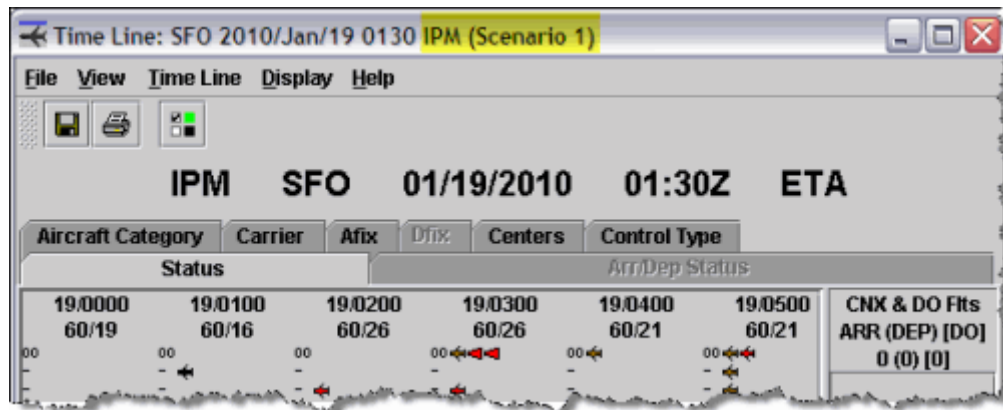 Time Line: SFO 2010/Jan/19 0130 IPM (Scenario 1)
File View Time Line Display Help
IPM SFO 01/19/2010 01:30Z ETA
Aircraft Category Carrier Afix Dfix Centers Control Type
Status Arr/Dep Status
19/0000 19/0100 19/0200 19/0300 19/0400 19/0500 CNX & DO Flts
60/19 60/16 60/26 60/26 60/21 60/21 ARR (DEP) [DO]
00 00 00 00 00 00 0 (0) [0]